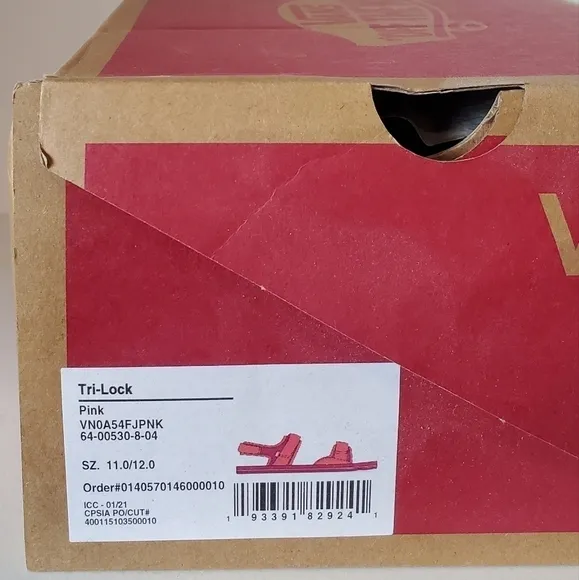 V
Tri-Lock
Pink
VN0A54FJPNK
64-00530-8-04
SZ. 11.0/12.0
Order#0140570146000010
ICC - 01/21
CPSIA PO/CUT#
400115103500010
1 93391 82924 1